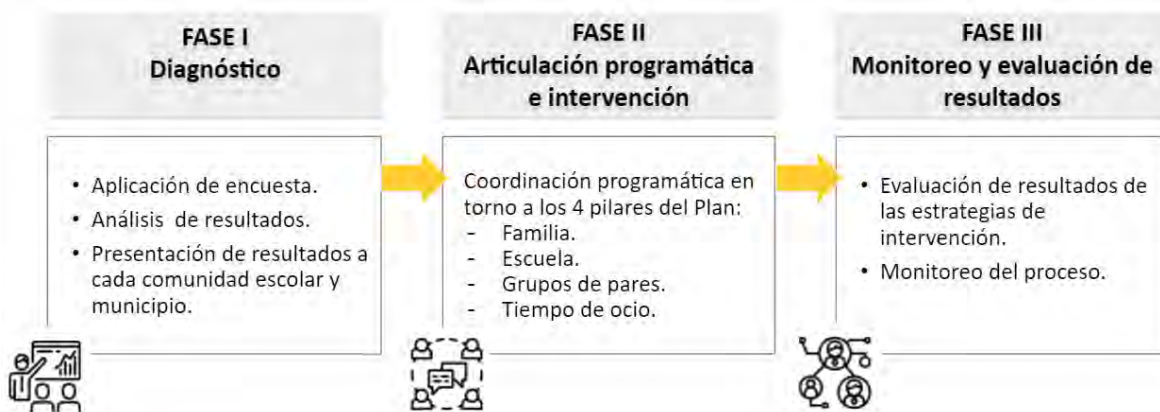 FASE I
Diagnóstico
• Aplicación de encuesta.
• Análisis de resultados.
• Presentación de resultados a
cada comunidad escolar y
municipio.
FASE II
Articulación programática
e intervención
Coordinación programática en
torno a los 4 pilares del Plan:
- Familia.
- Escuela.
- Grupos de pares.
- Tiempo de ocio.
FASE III
Monitoreo y evaluación de
resultados
• Evaluación de resultados de
las estrategias de
intervención.
• Monitoreo del proceso.